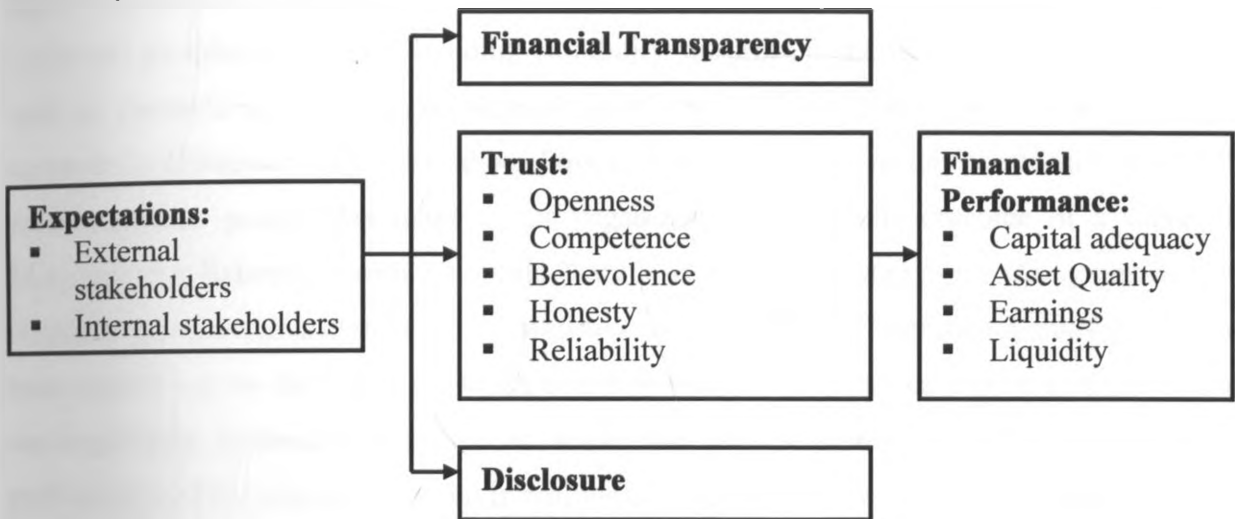 Financial Transparency
Expectations:
▪ External
stakeholders
▪ Internal stakeholders
Trust:
▪ Openness
▪ Competence
▪ Benevolence
▪ Honesty
▪ Reliability
Financial
Performance:
▪ Capital adequacy
▪ Asset Quality
▪ Earnings
▪ Liquidity
Disclosure